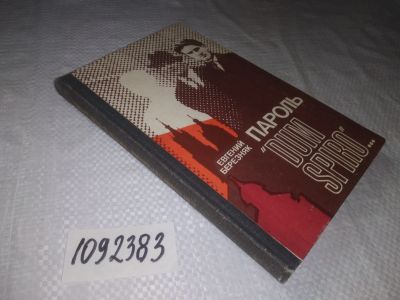 ЕВГЕНИЙ
БЕРЕЗНЯК
ПАРОЛЬ
"DUM
SPIRO"...
1092383